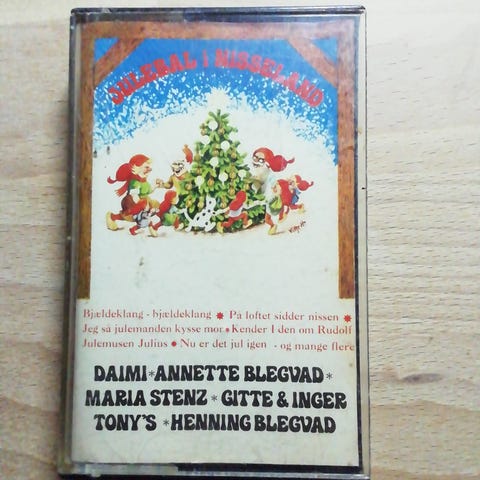 JULEBAL i NISSELAND
Bjældeklang - bjældeklang ✸ På loftet sidder nissen ✸
Jeg så julemanden kysse mor ✸ Kender I den om Rudolf
Julemusen Julius ✸ Nu er det jul igen - og mange flere
DAIMI * ANNETTE BLEGVAD *
MARIA STENZ * GITTE & INGER
TONY'S * HENNING BLEGVAD